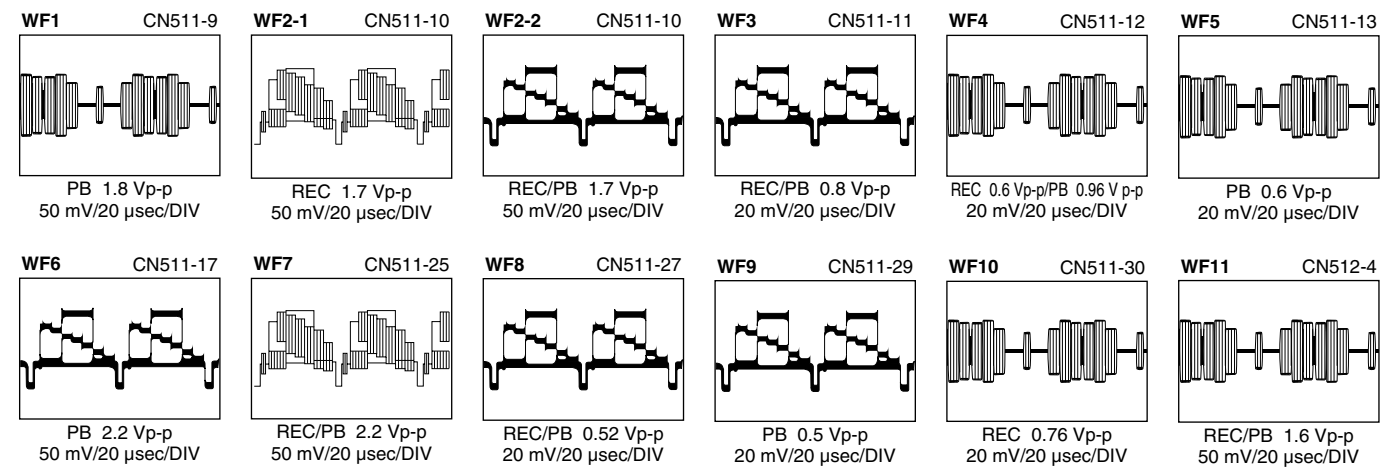 WF1 CN511-9
PB 1.8 Vp-p
50 mV/20 µsec/DIV
WF2-1 CN511-10
REC 1.7 Vp-p
50 mV/20 µsec/DIV
WF2-2 CN511-10
REC/PB 1.7 Vp-p
50 mV/20 µsec/DIV
WF3 CN511-11
REC/PB 0.8 Vp-p
20 mV/20 µsec/DIV
WF4 CN511-12
REC 0.6 Vp-p/PB 0.96 V p-p
20 mV/20 µsec/DIV
WF5 CN511-13
PB 0.6 Vp-p
20 mV/20 µsec/DIV
WF6 CN511-17
PB 2.2 Vp-p
50 mV/20 µsec/DIV
WF7 CN511-25
REC/PB 2.2 Vp-p
50 mV/20 µsec/DIV
WF8 CN511-27
REC/PB 0.52 Vp-p
20 mV/20 µsec/DIV
WF9 CN511-29
PB 0.5 Vp-p
20 mV/20 µsec/DIV
WF10 CN511-30
REC 0.76 Vp-p
20 mV/20 µsec/DIV
WF11 CN512-4
REC/PB 1.6 Vp-p
50 mV/20 µsec/DIV